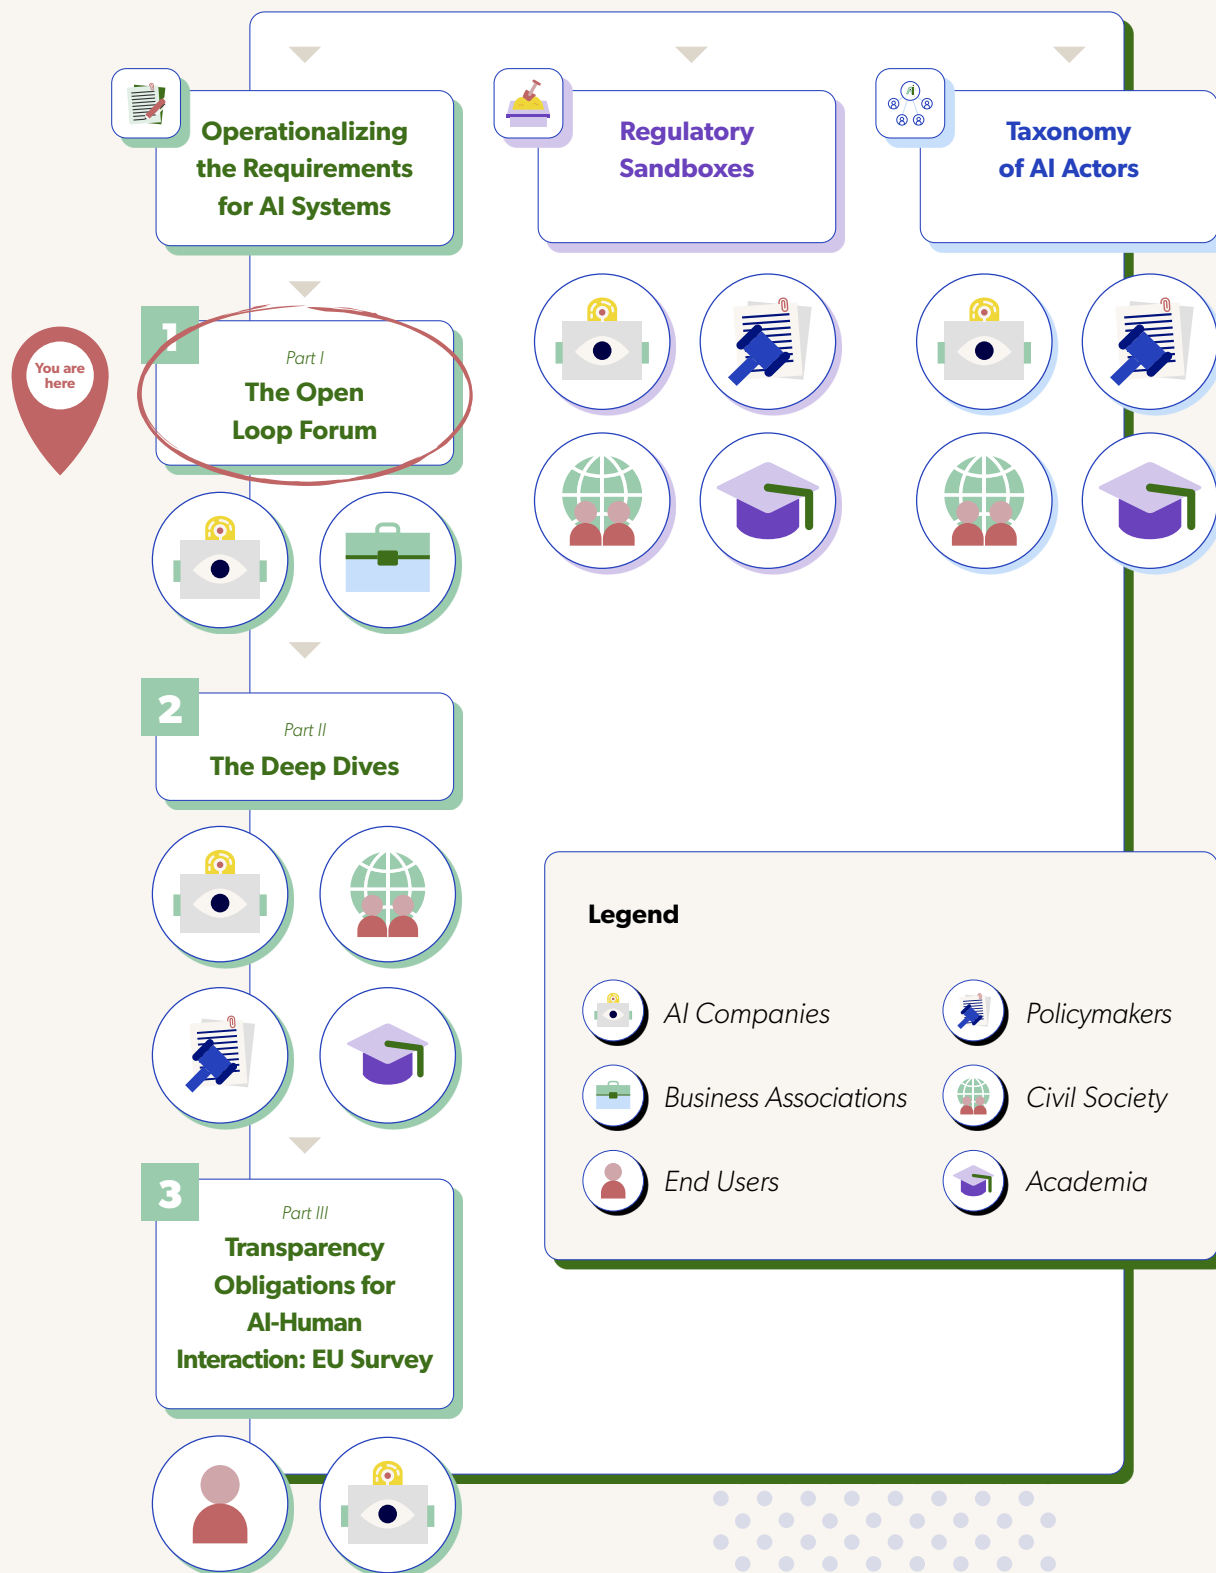 Operationalizing
the Requirements
for AI Systems
Regulatory
Sandboxes
Ai
Taxonomy
of AI Actors
You are
here
1
Part I
The Open
Loop Forum
2
Part II
The Deep Dives
3
Part III
Transparency
Obligations for
AI-Human
Interaction: EU Survey
Legend
AI Companies
Policymakers
Business Associations
Civil Society
End Users
Academia